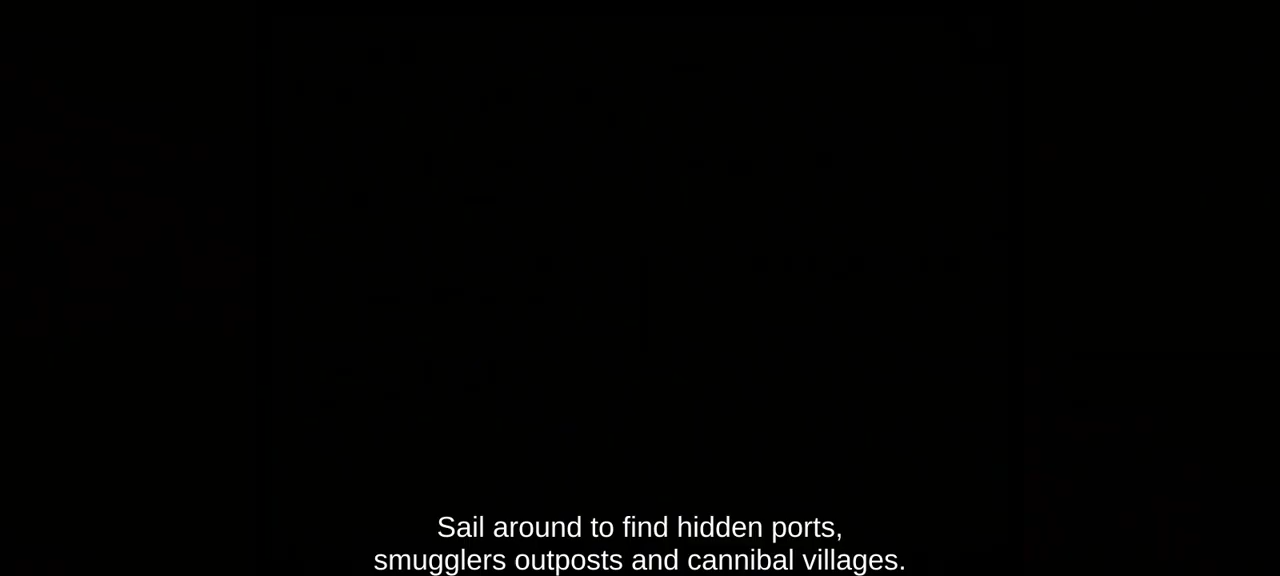 Sail around to find hidden ports,
smugglers outposts and cannibal villages.